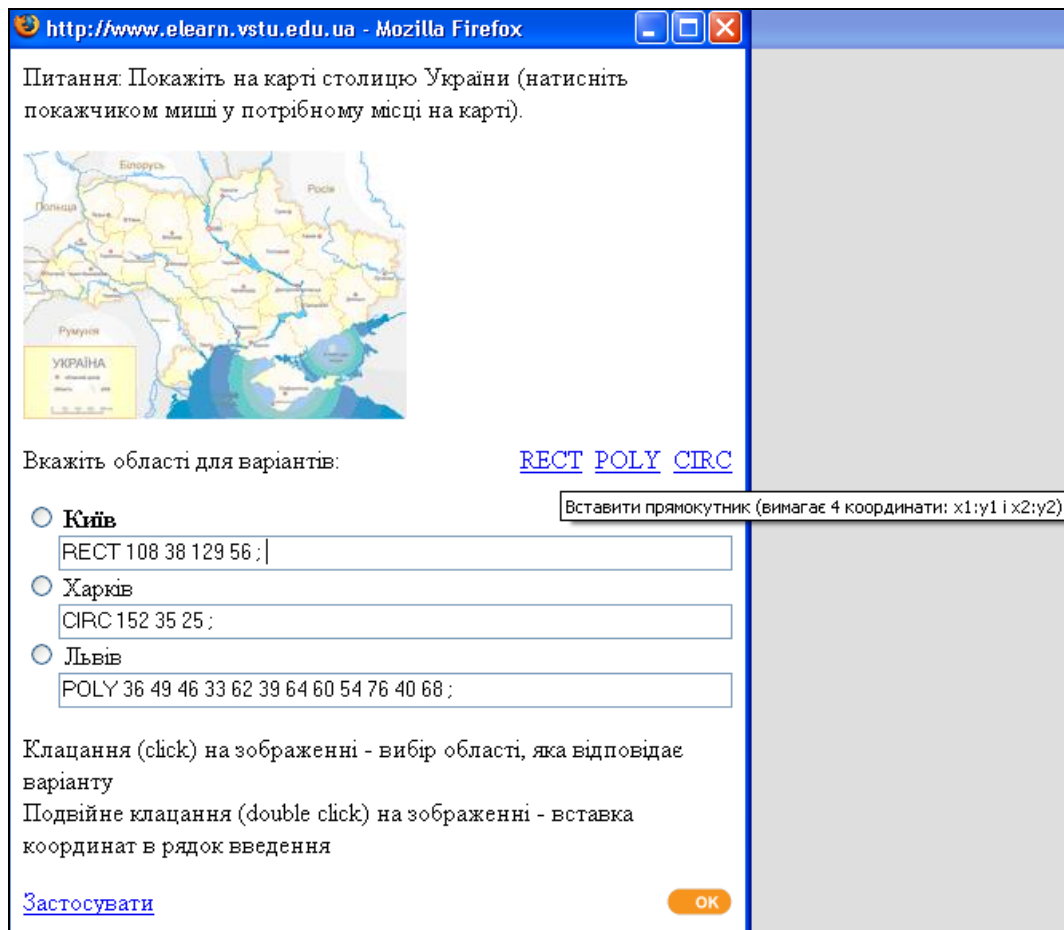 http://www.elearn.vstu.edu.ua - Mozilla Firefox
Питання: Покажіть на карті столицю України (натисніть
покажчиком миші у потрібному місці на карті).
Білорусь
Росія
Польща
Румунія
УКРАЇНА
Вкажіть області для варіантів:
RECT POLY CIRC
Вставити прямокутник (вимагає 4 координати: x1:y1 і x2:y2)
Київ
RECT 108 38 129 56 ;
Харків
CIRC 152 35 25 ;
Львів
POLY 36 49 46 33 62 39 64 60 54 76 40 68 ;
Клацання (click) на зображенні - вибір області, яка відповідає
варіанту
Подвійне клацання (double click) на зображенні - вставка
координат в рядок введення
Застосувати
ОК